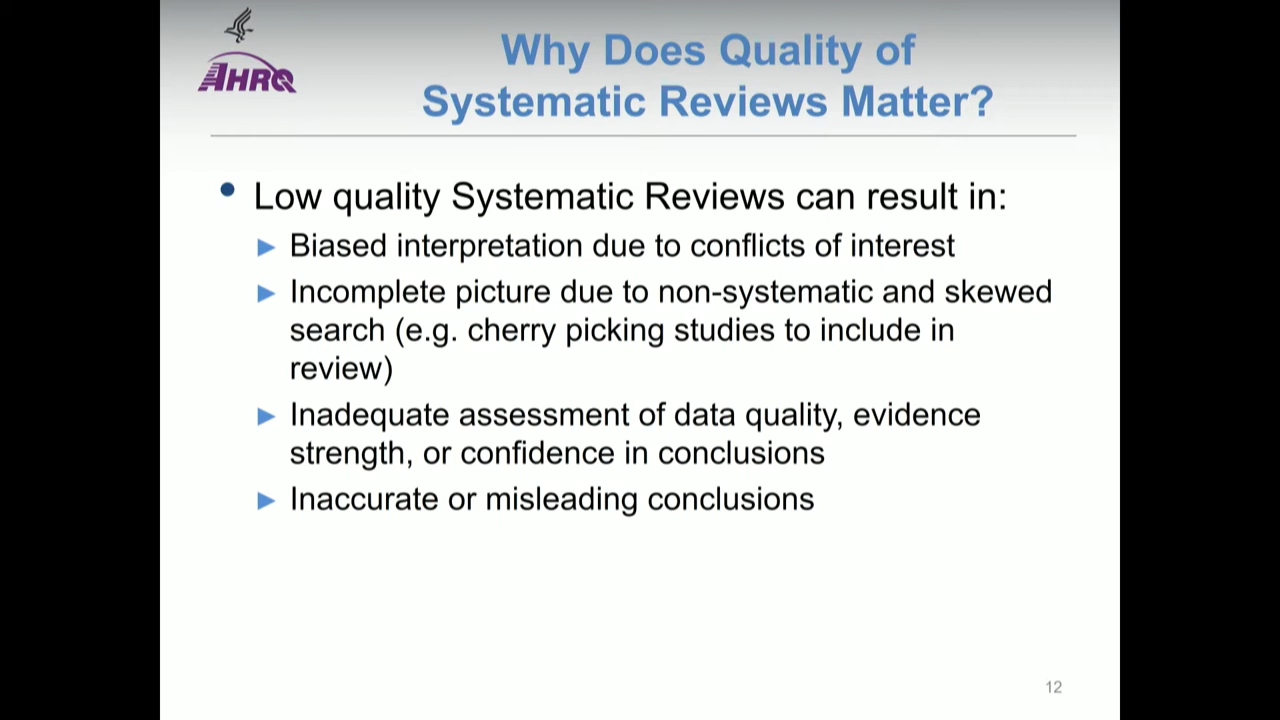 AHRQ
Why Does Quality of
Systematic Reviews Matter?
• Low quality Systematic Reviews can result in:
► Biased interpretation due to conflicts of interest
► Incomplete picture due to non-systematic and skewed
search (e.g. cherry picking studies to include in
review)
► Inadequate assessment of data quality, evidence
strength, or confidence in conclusions
► Inaccurate or misleading conclusions
12